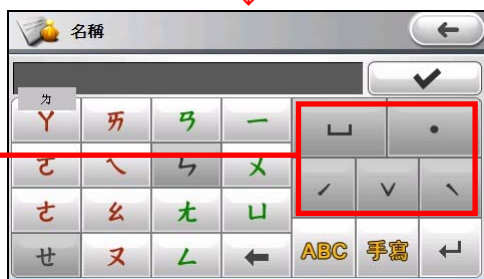 名稱
ㄌ
ㄚ ㄞ ㄢ ㄧ ˙
ㄛ ㄟ ㄣ ㄨ ˊ ˇ ˋ
ㄜ ㄠ ㄤ ㄩ
ㄝ ㄡ ㄥ ABC 手寫